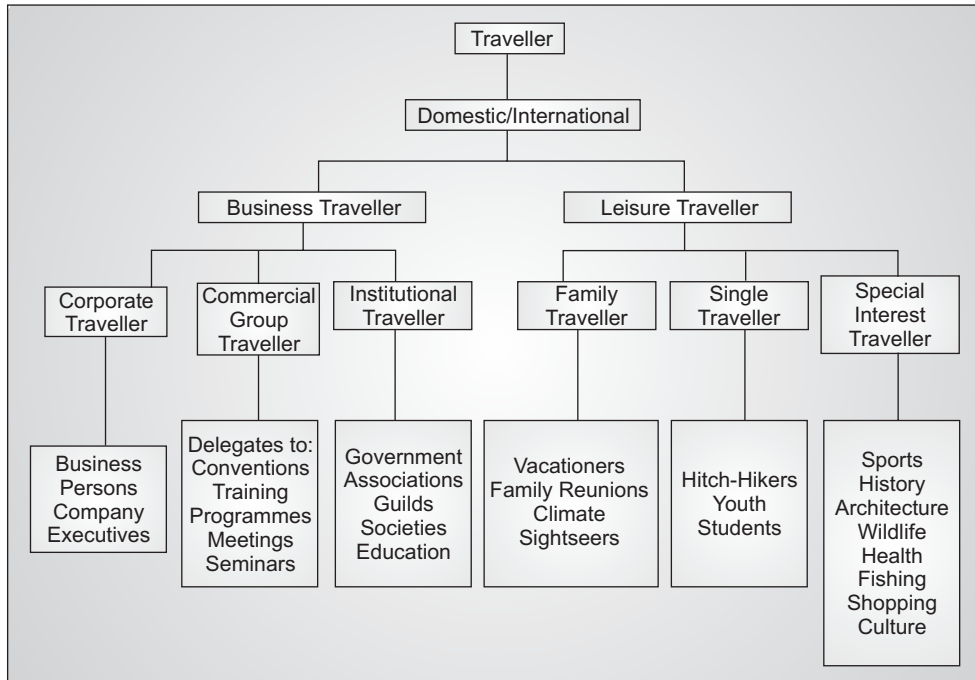 Traveller
Domestic/International
Business Traveller
Leisure Traveller
Corporate
Traveller
Commercial
Group
Traveller
Institutional
Traveller
Family
Traveller
Single
Traveller
Special
Interest
Traveller
Business
Persons
Company
Executives
Delegates to:
Conventions
Training
Programmes
Meetings
Seminars
Government
Associations
Guilds
Societies
Education
Vacationers
Family Reunions
Climate
Sightseers
Hitch-Hikers
Youth
Students
Sports
History
Architecture
Wildlife
Health
Fishing
Shopping
Culture